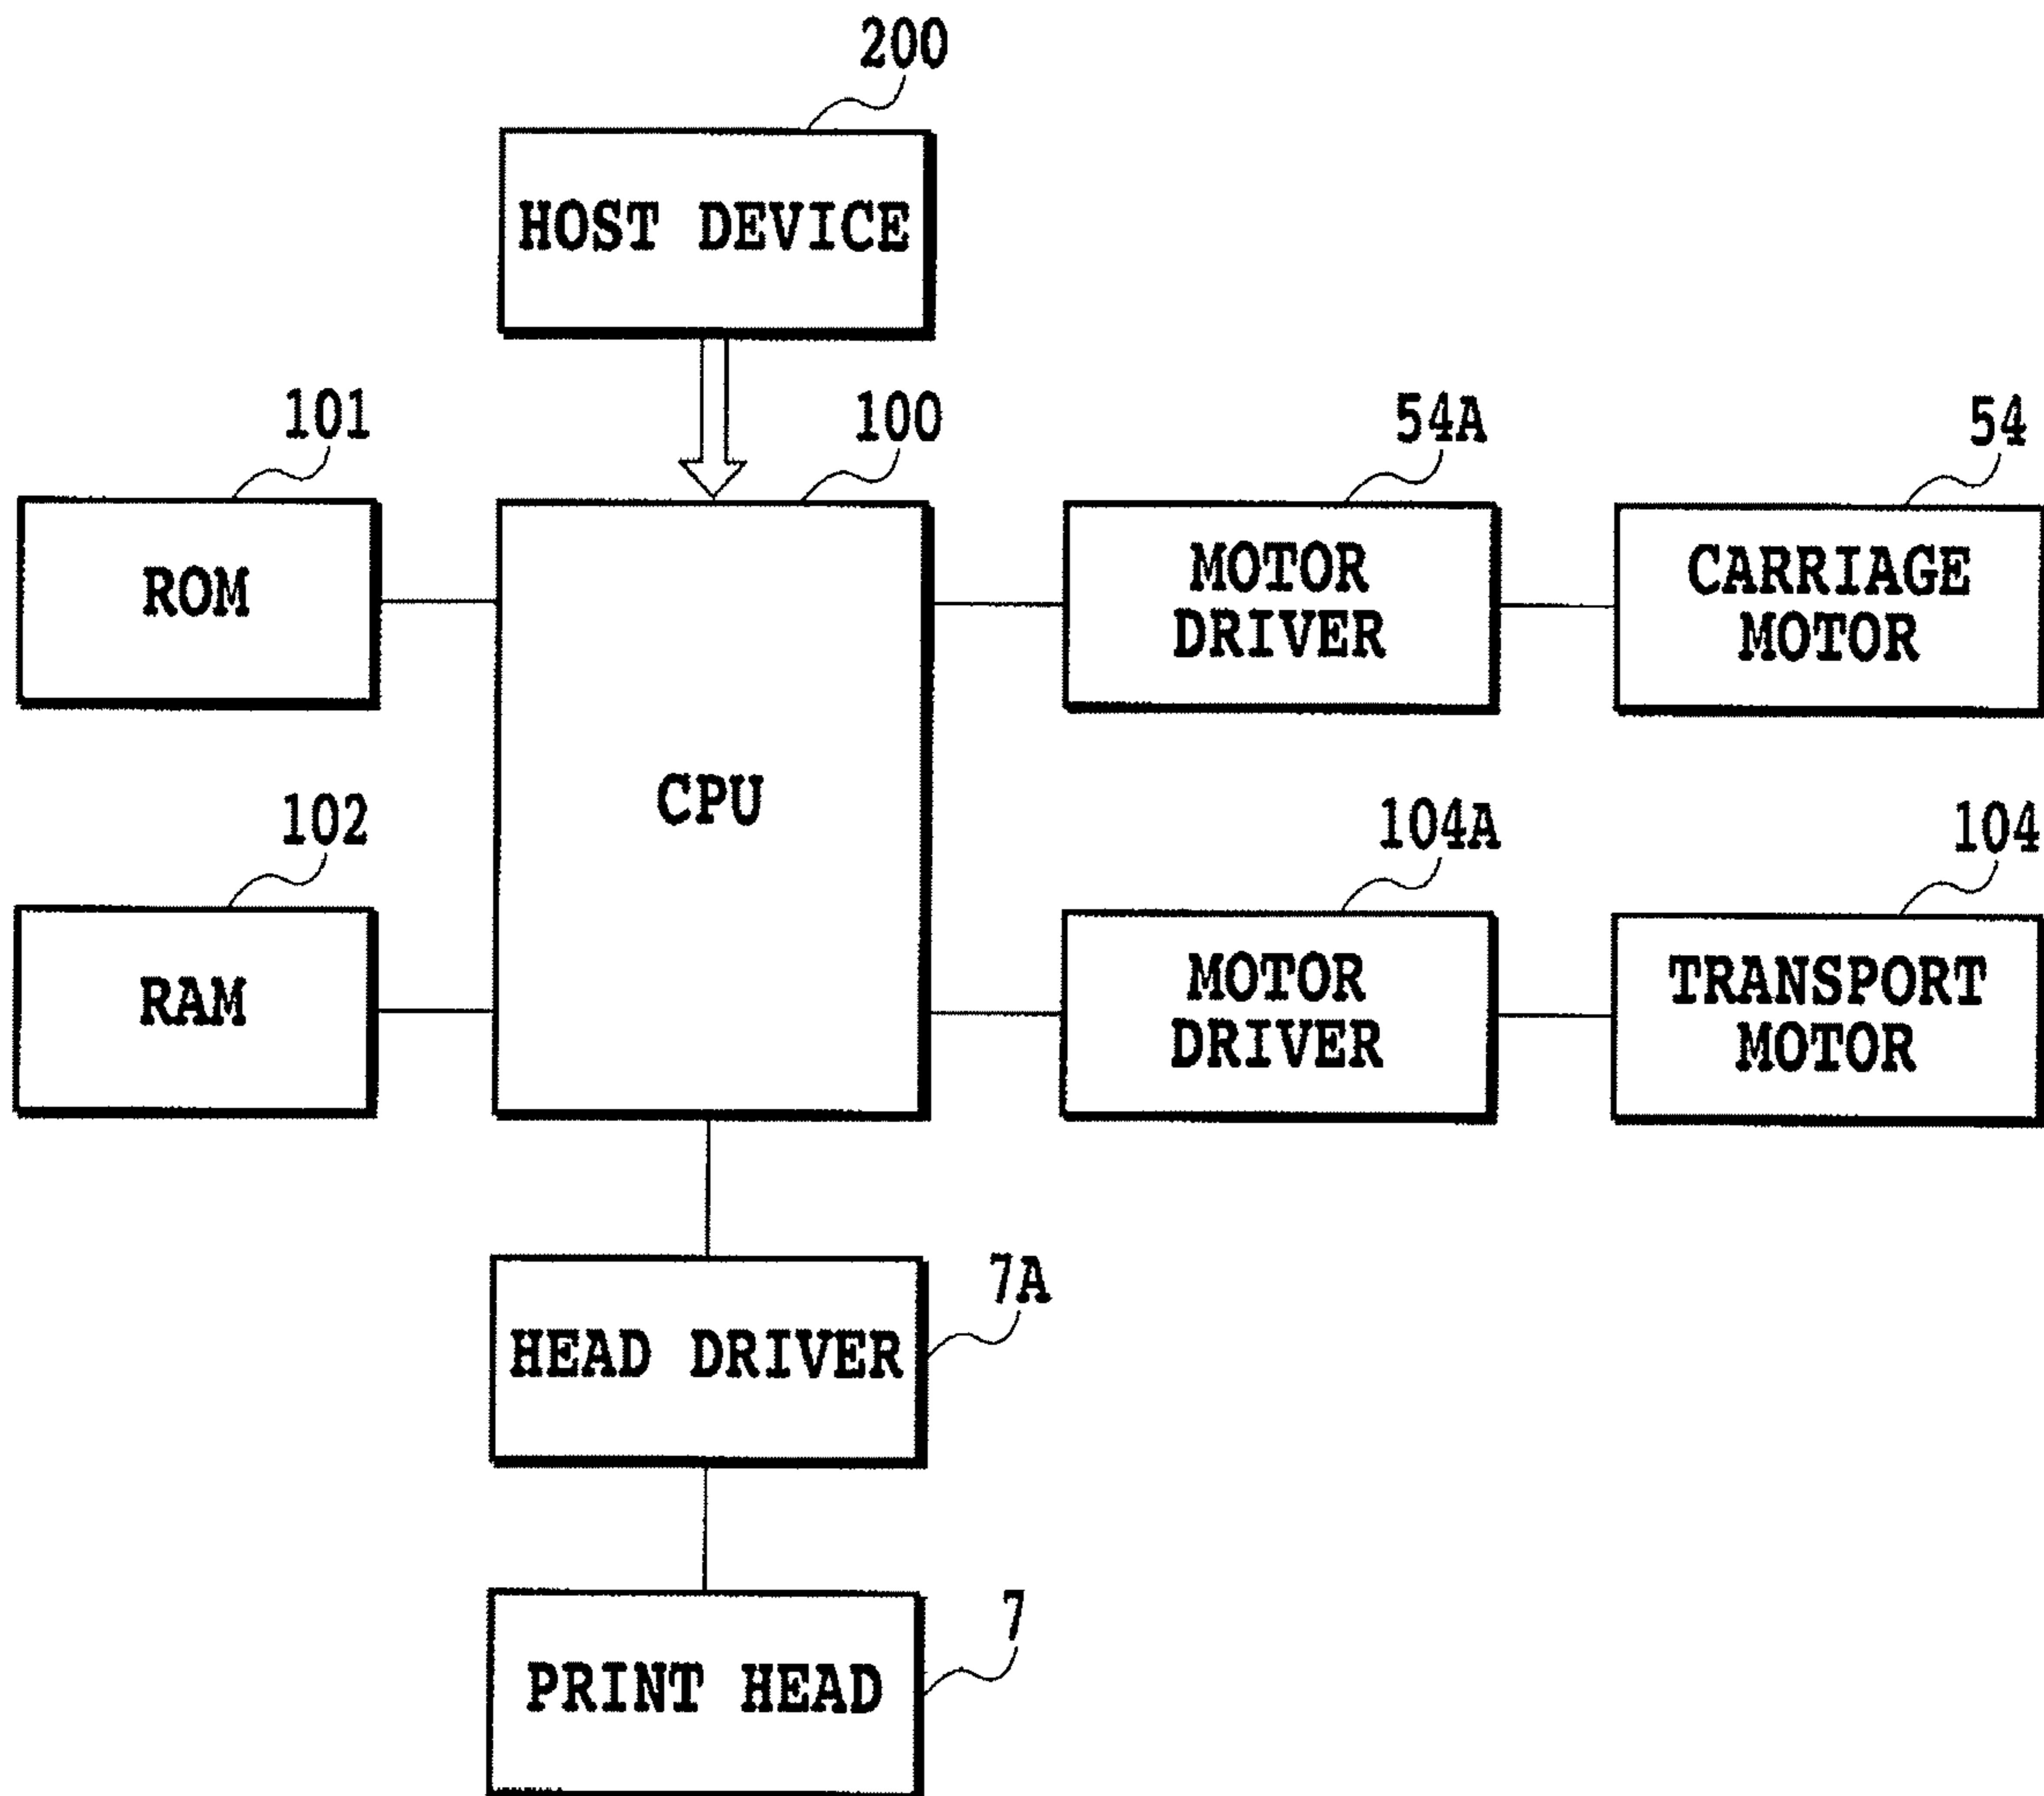 200
HOST DEVICE
101
100
54A
54
ROM
MOTOR
DRIVER
CARRIAGE
MOTOR
CPU
102
104A
104
RAM
MOTOR
DRIVER
TRANSPORT
MOTOR
7A
HEAD DRIVER
7
PRINT HEAD